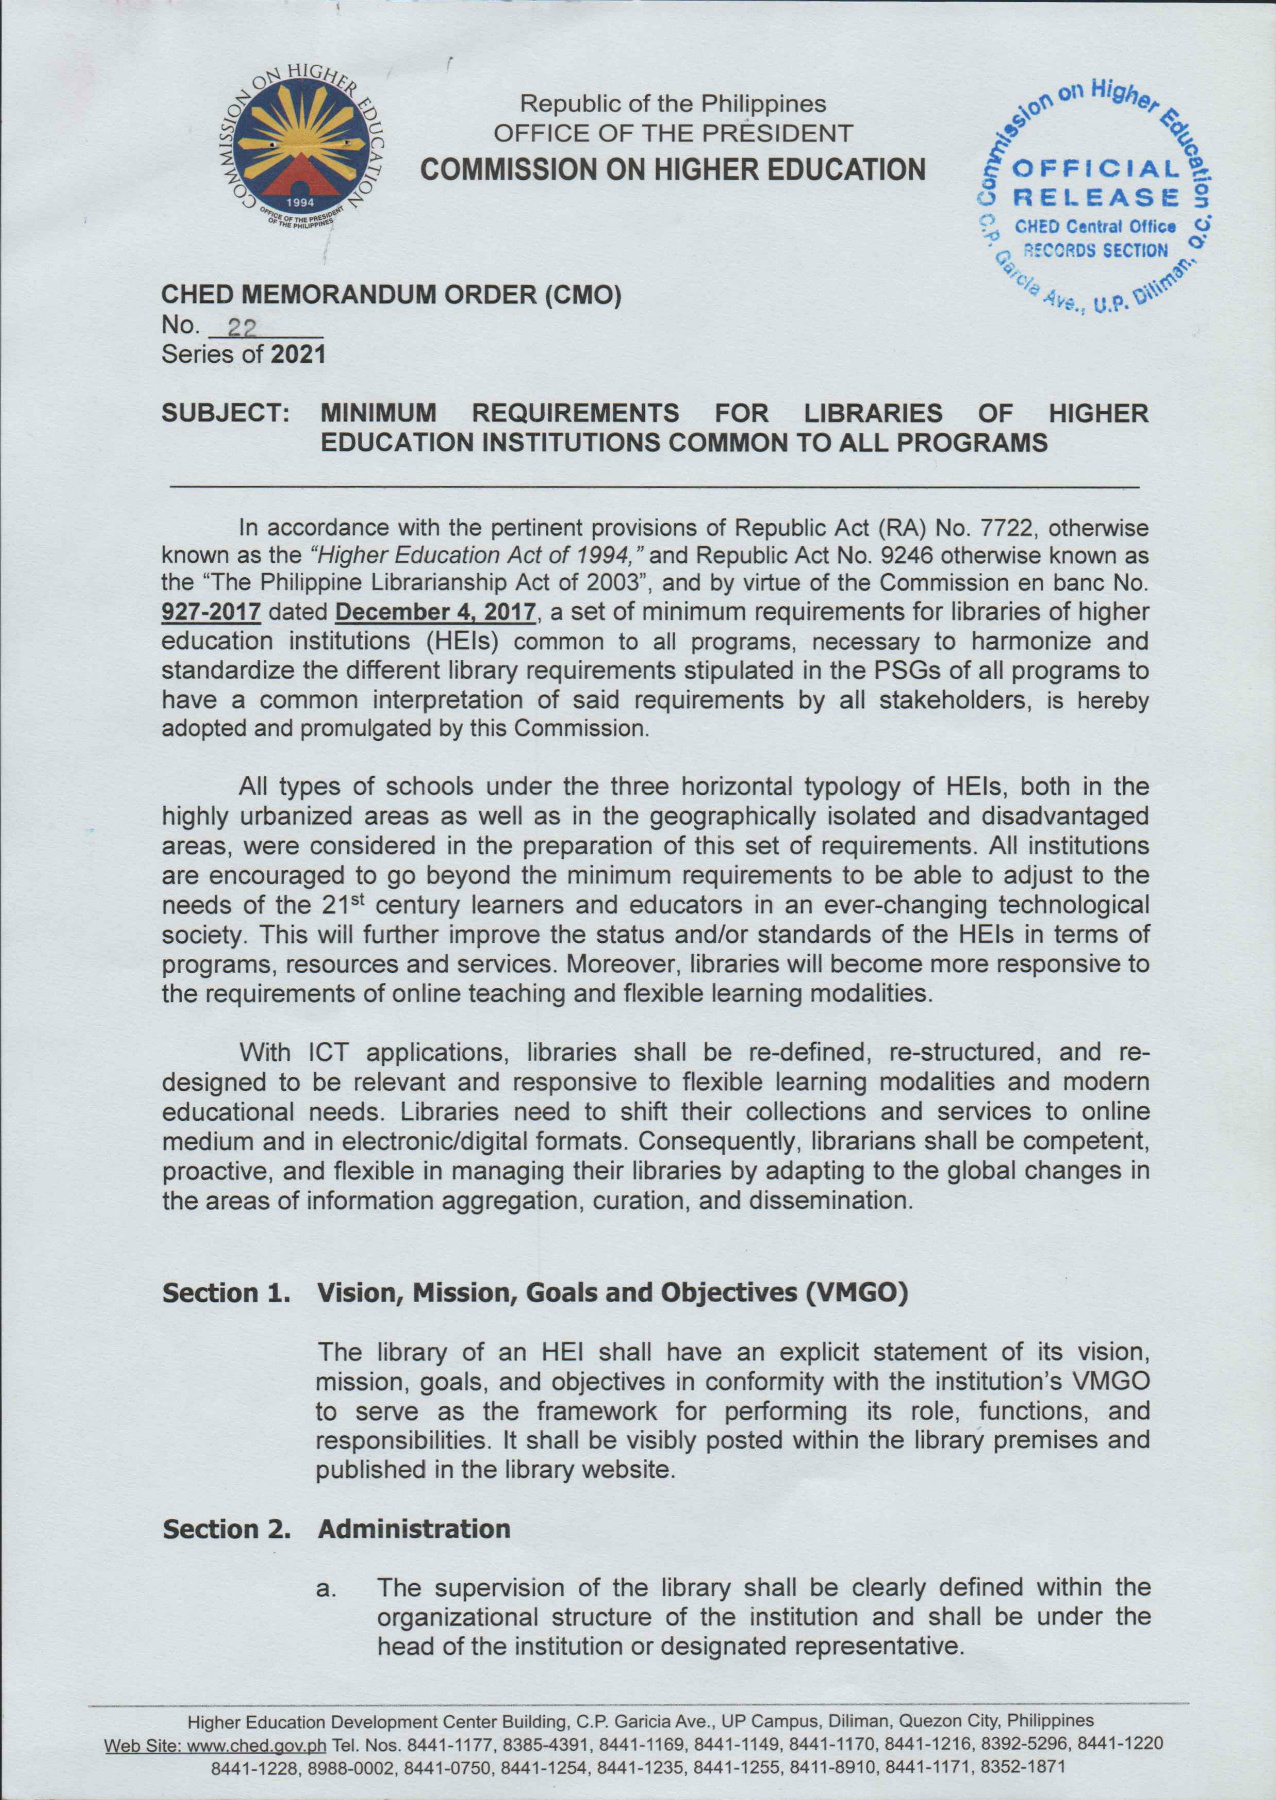 COMMISSION ON HIGHER EDUCATION
1994
OFFICE OF THE PRESIDENT
OF THE PHILIPPINES
Republic of the Philippines
OFFICE OF THE PRESIDENT
COMMISSION ON HIGHER EDUCATION
Commission on Higher Education
OFFICIAL
RELEASE
CHED Central Office
RECORDS SECTION
C.P. Garcia Ave., U.P. Diliman, Q.C.
CHED MEMORANDUM ORDER (CMO)
No. 22
Series of 2021
SUBJECT: MINIMUM REQUIREMENTS FOR LIBRARIES OF HIGHER
EDUCATION INSTITUTIONS COMMON TO ALL PROGRAMS
In accordance with the pertinent provisions of Republic Act (RA) No. 7722, otherwise
known as the "Higher Education Act of 1994," and Republic Act No. 9246 otherwise known as
the "The Philippine Librarianship Act of 2003", and by virtue of the Commission en banc No.
927-2017 dated December 4, 2017, a set of minimum requirements for libraries of higher
education institutions (HEIs) common to all programs, necessary to harmonize and
standardize the different library requirements stipulated in the PSGs of all programs to
have a common interpretation of said requirements by all stakeholders, is hereby
adopted and promulgated by this Commission.
All types of schools under the three horizontal typology of HEIs, both in the
highly urbanized areas as well as in the geographically isolated and disadvantaged
areas, were considered in the preparation of this set of requirements. All institutions
are encouraged to go beyond the minimum requirements to be able to adjust to the
needs of the 21st century learners and educators in an ever-changing technological
society. This will further improve the status and/or standards of the HEIs in terms of
programs, resources and services. Moreover, libraries will become more responsive to
the requirements of online teaching and flexible learning modalities.
With ICT applications, libraries shall be re-defined, re-structured, and re-
designed to be relevant and responsive to flexible learning modalities and modern
educational needs. Libraries need to shift their collections and services to online
medium and in electronic/digital formats. Consequently, librarians shall be competent,
proactive, and flexible in managing their libraries by adapting to the global changes in
the areas of information aggregation, curation, and dissemination.
Section 1. Vision, Mission, Goals and Objectives (VMGO)
The library of an HEI shall have an explicit statement of its vision,
mission, goals, and objectives in conformity with the institution's VMGO
to serve as the framework for performing its role, functions, and
responsibilities. It shall be visibly posted within the library premises and
published in the library website.
Section 2. Administration
a. The supervision of the library shall be clearly defined within the
organizational structure of the institution and shall be under the
head of the institution or designated representative.
Higher Education Development Center Building, C.P. Garicia Ave., UP Campus, Diliman, Quezon City, Philippines
Web Site: www.ched.gov.ph Tel. Nos. 8441-1177, 8385-4391, 8441-1169, 8441-1149, 8441-1170, 8441-1216, 8392-5296, 8441-1220
8441-1228, 8988-0002, 8441-0750, 8441-1254, 8441-1235, 8441-1255, 8411-8910, 8441-1171, 8352-1871